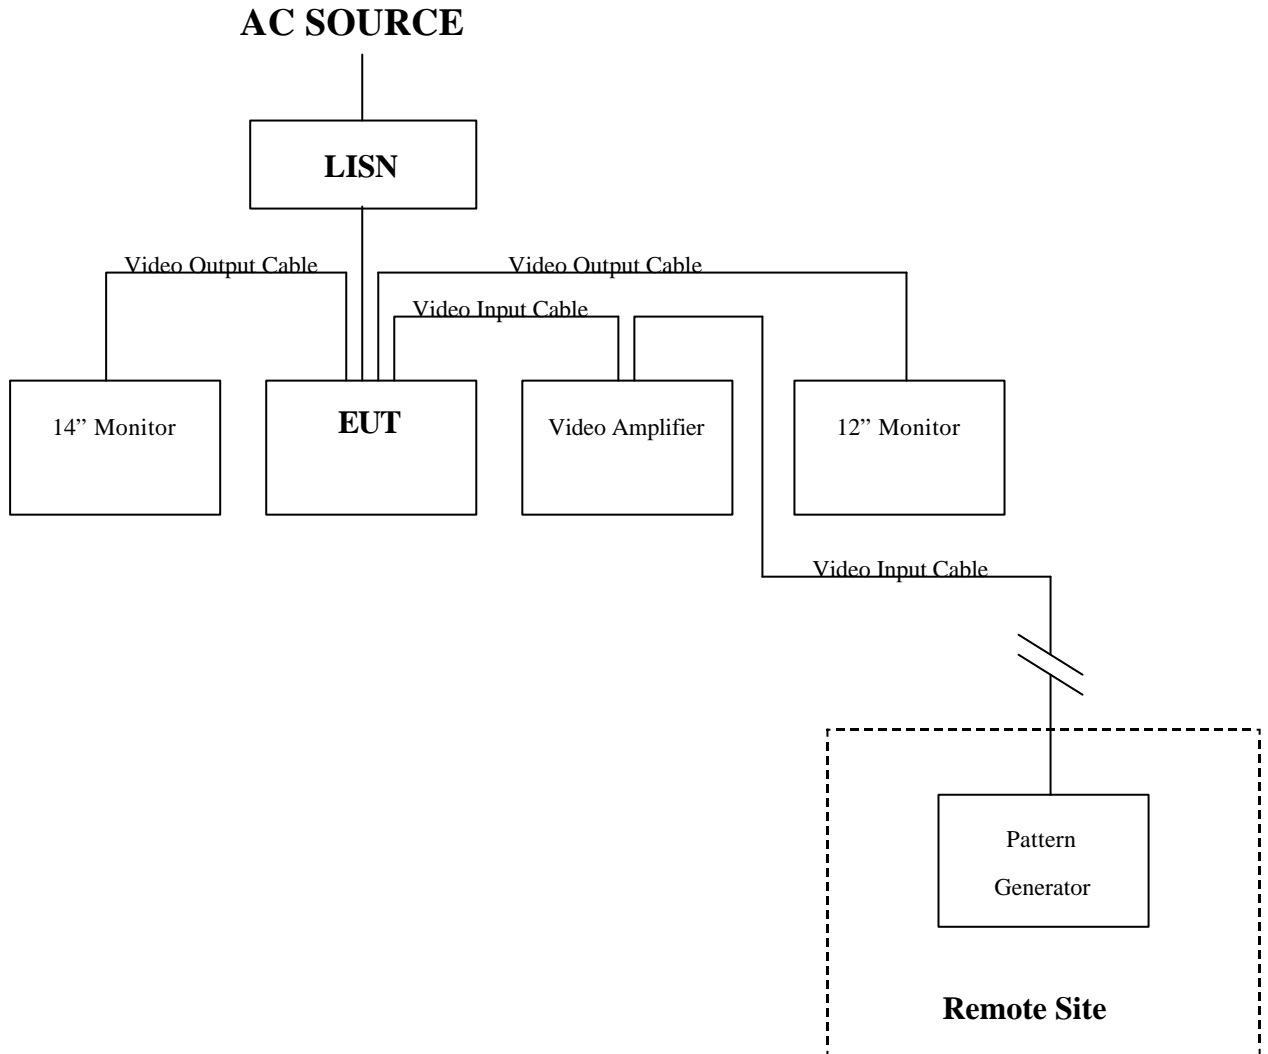 AC SOURCE
LISN
Video Output Cable
Video Output Cable
Video Input Cable
14” Monitor
EUT
Video Amplifier
12” Monitor
Video Input Cable
Pattern
Generator
Remote Site